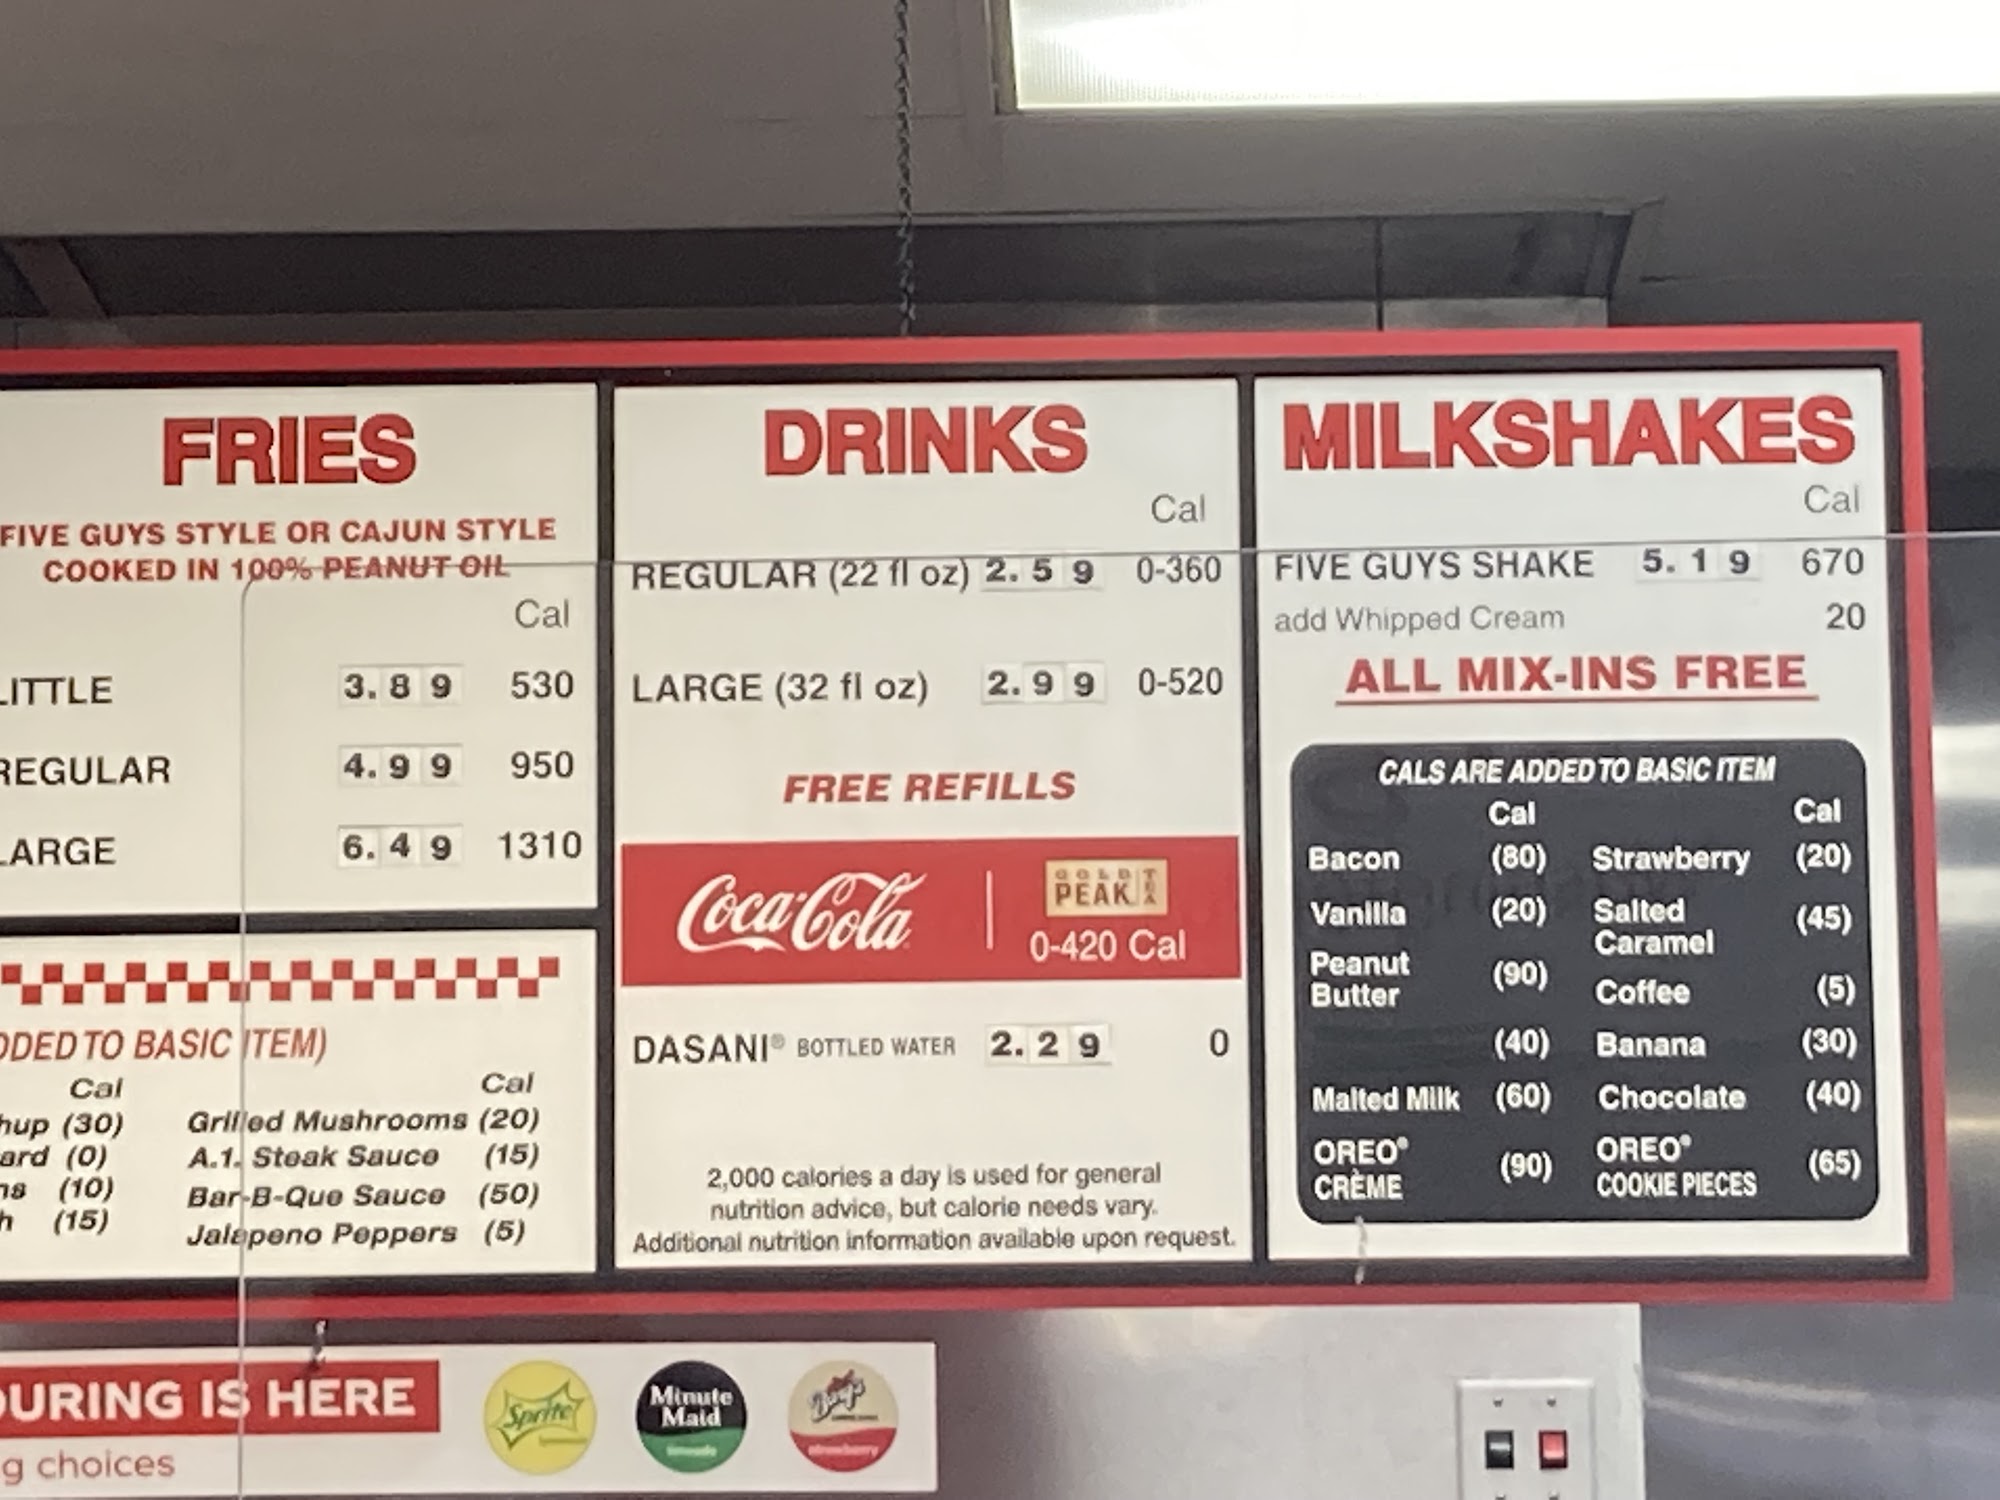 FRIES
FIVE GUYS STYLE OR CAJUN STYLE
COOKED IN 100% PEANUT OIL
Cal
LITTLE 3.89 530
REGULAR 4.99 950
LARGE 6.49 1310
DDED TO BASIC ITEM)
Cal Cal
hup (30) Grilled Mushrooms (20)
ard (0) A.1. Steak Sauce (15)
ns (10) Bar-B-Que Sauce (50)
h (15) Jalapeno Peppers (5)
DRINKS
Cal
REGULAR (22 fl oz) 2.59 0-360
LARGE (32 fl oz) 2.99 0-520
FREE REFILLS
Coca-Cola
GOLD PEAK TEA
0-420 Cal
DASANI® BOTTLED WATER 2.29 0
2,000 calories a day is used for general
nutrition advice, but calorie needs vary.
Additional nutrition information available upon request.
MILKSHAKES
Cal
FIVE GUYS SHAKE 5.19 670
add Whipped Cream 20
ALL MIX-INS FREE
CALS ARE ADDED TO BASIC ITEM
Cal Cal
Bacon (80) Strawberry (20)
Vanilla (20) Salted
Caramel (45)
Peanut
Butter (90) Coffee (5)
(40) Banana (30)
Malted Milk (60) Chocolate (40)
OREO® OREO®
CRÈME (90) COOKIE PIECES (65)
OURING IS HERE
g choices
Sprite
Minute
Maid
Barq's
strawberry